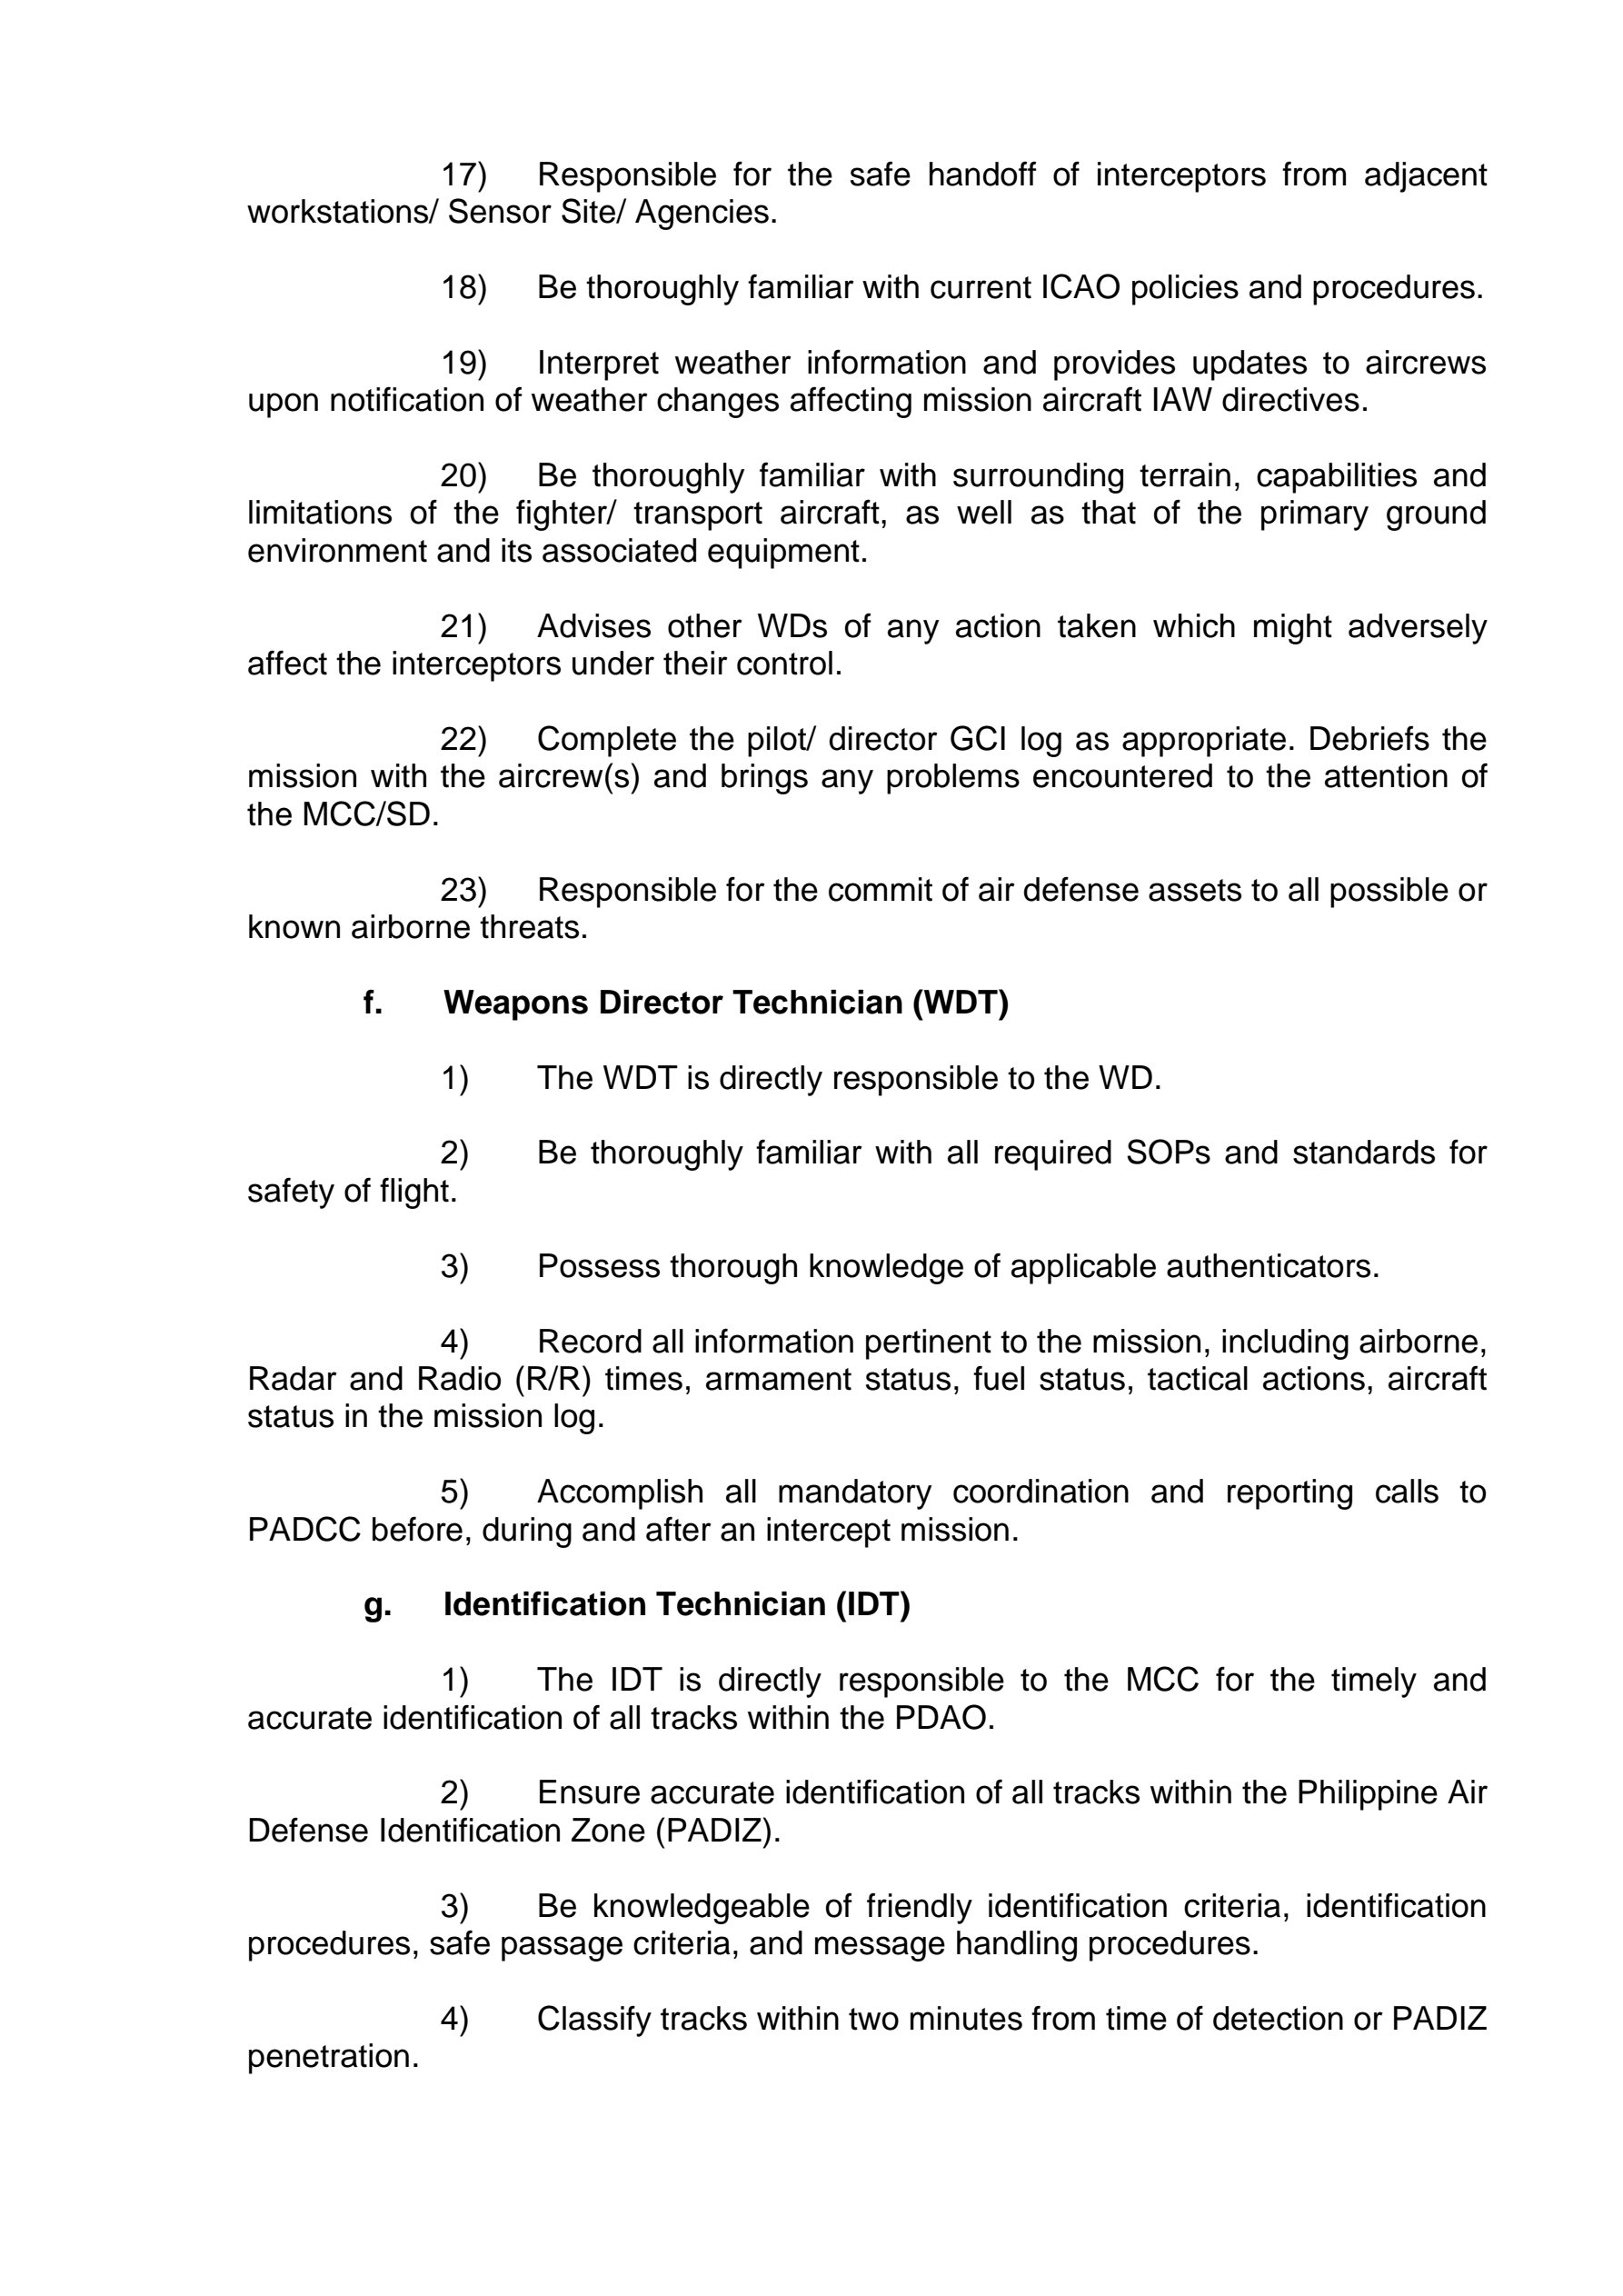 17) Responsible for the safe handoff of interceptors from adjacent
workstations/ Sensor Site/ Agencies.
18) Be thoroughly familiar with current ICAO policies and procedures.
19) Interpret weather information and provides updates to aircrews
upon notification of weather changes affecting mission aircraft IAW directives.
20) Be thoroughly familiar with surrounding terrain, capabilities and
limitations of the fighter/ transport aircraft, as well as that of the primary ground
environment and its associated equipment.
21) Advises other WDs of any action taken which might adversely
affect the interceptors under their control.
22) Complete the pilot/ director GCI log as appropriate. Debriefs the
mission with the aircrew(s) and brings any problems encountered to the attention of
the MCC/SD.
23) Responsible for the commit of air defense assets to all possible or
known airborne threats.
f. Weapons Director Technician (WDT)
1) The WDT is directly responsible to the WD.
2) Be thoroughly familiar with all required SOPs and standards for
safety of flight.
3) Possess thorough knowledge of applicable authenticators.
4) Record all information pertinent to the mission, including airborne,
Radar and Radio (R/R) times, armament status, fuel status, tactical actions, aircraft
status in the mission log.
5) Accomplish all mandatory coordination and reporting calls to
PADCC before, during and after an intercept mission.
g. Identification Technician (IDT)
1) The IDT is directly responsible to the MCC for the timely and
accurate identification of all tracks within the PDAO.
2) Ensure accurate identification of all tracks within the Philippine Air
Defense Identification Zone (PADIZ).
3) Be knowledgeable of friendly identification criteria, identification
procedures, safe passage criteria, and message handling procedures.
4) Classify tracks within two minutes from time of detection or PADIZ
penetration.